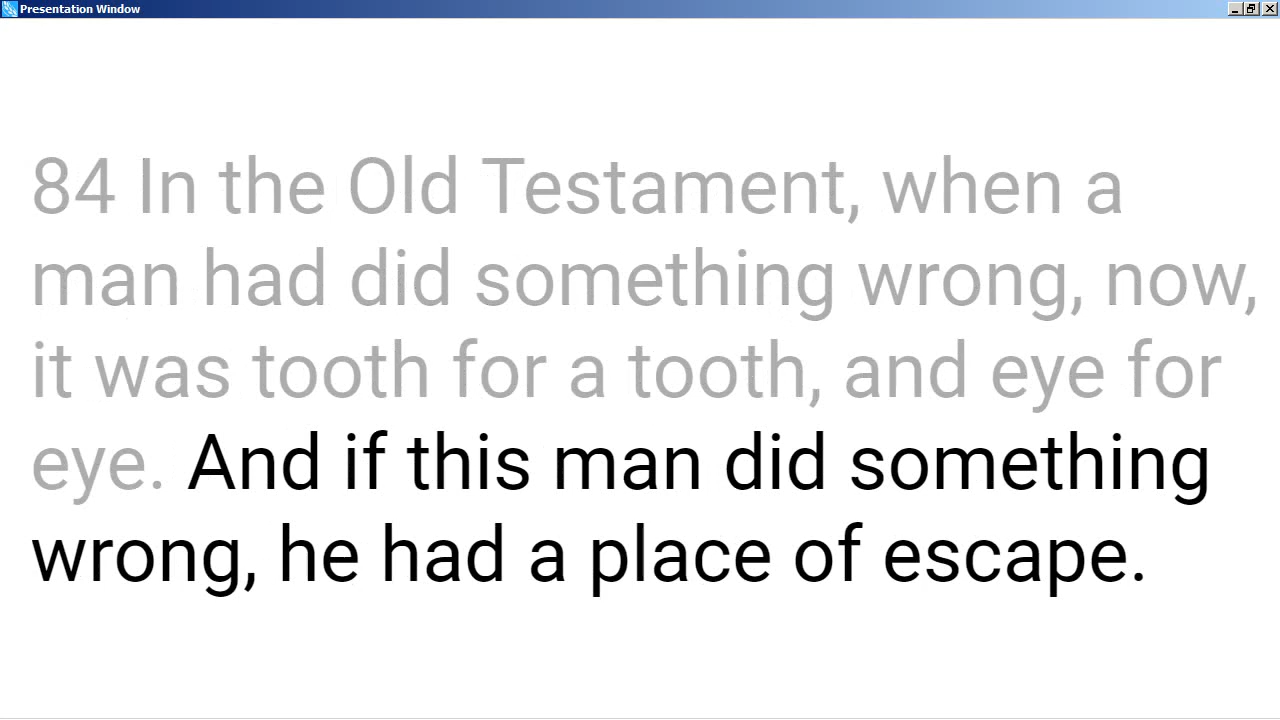 Presentation Window
84 In the Old Testament, when a
man had did something wrong, now,
it was tooth for a tooth, and eye for
eye. And if this man did something
wrong, he had a place of escape.